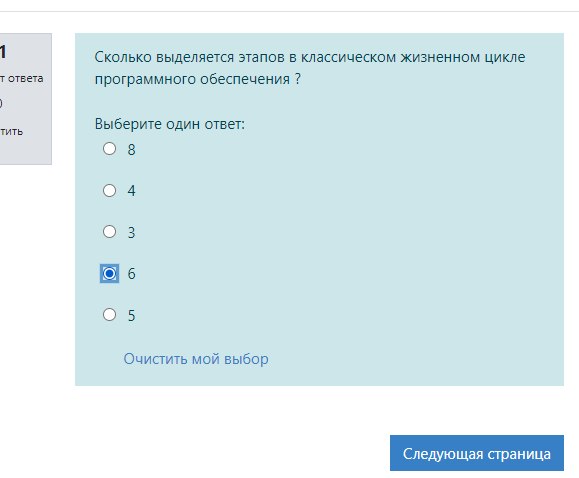 Сколько выделяется этапов в классическом жизненном цикле
1
программного обеспечения ?
т ответа
Выберите один ответ:
тить
8
4
3
6
5
Очистить мой выбор
Следующая страница